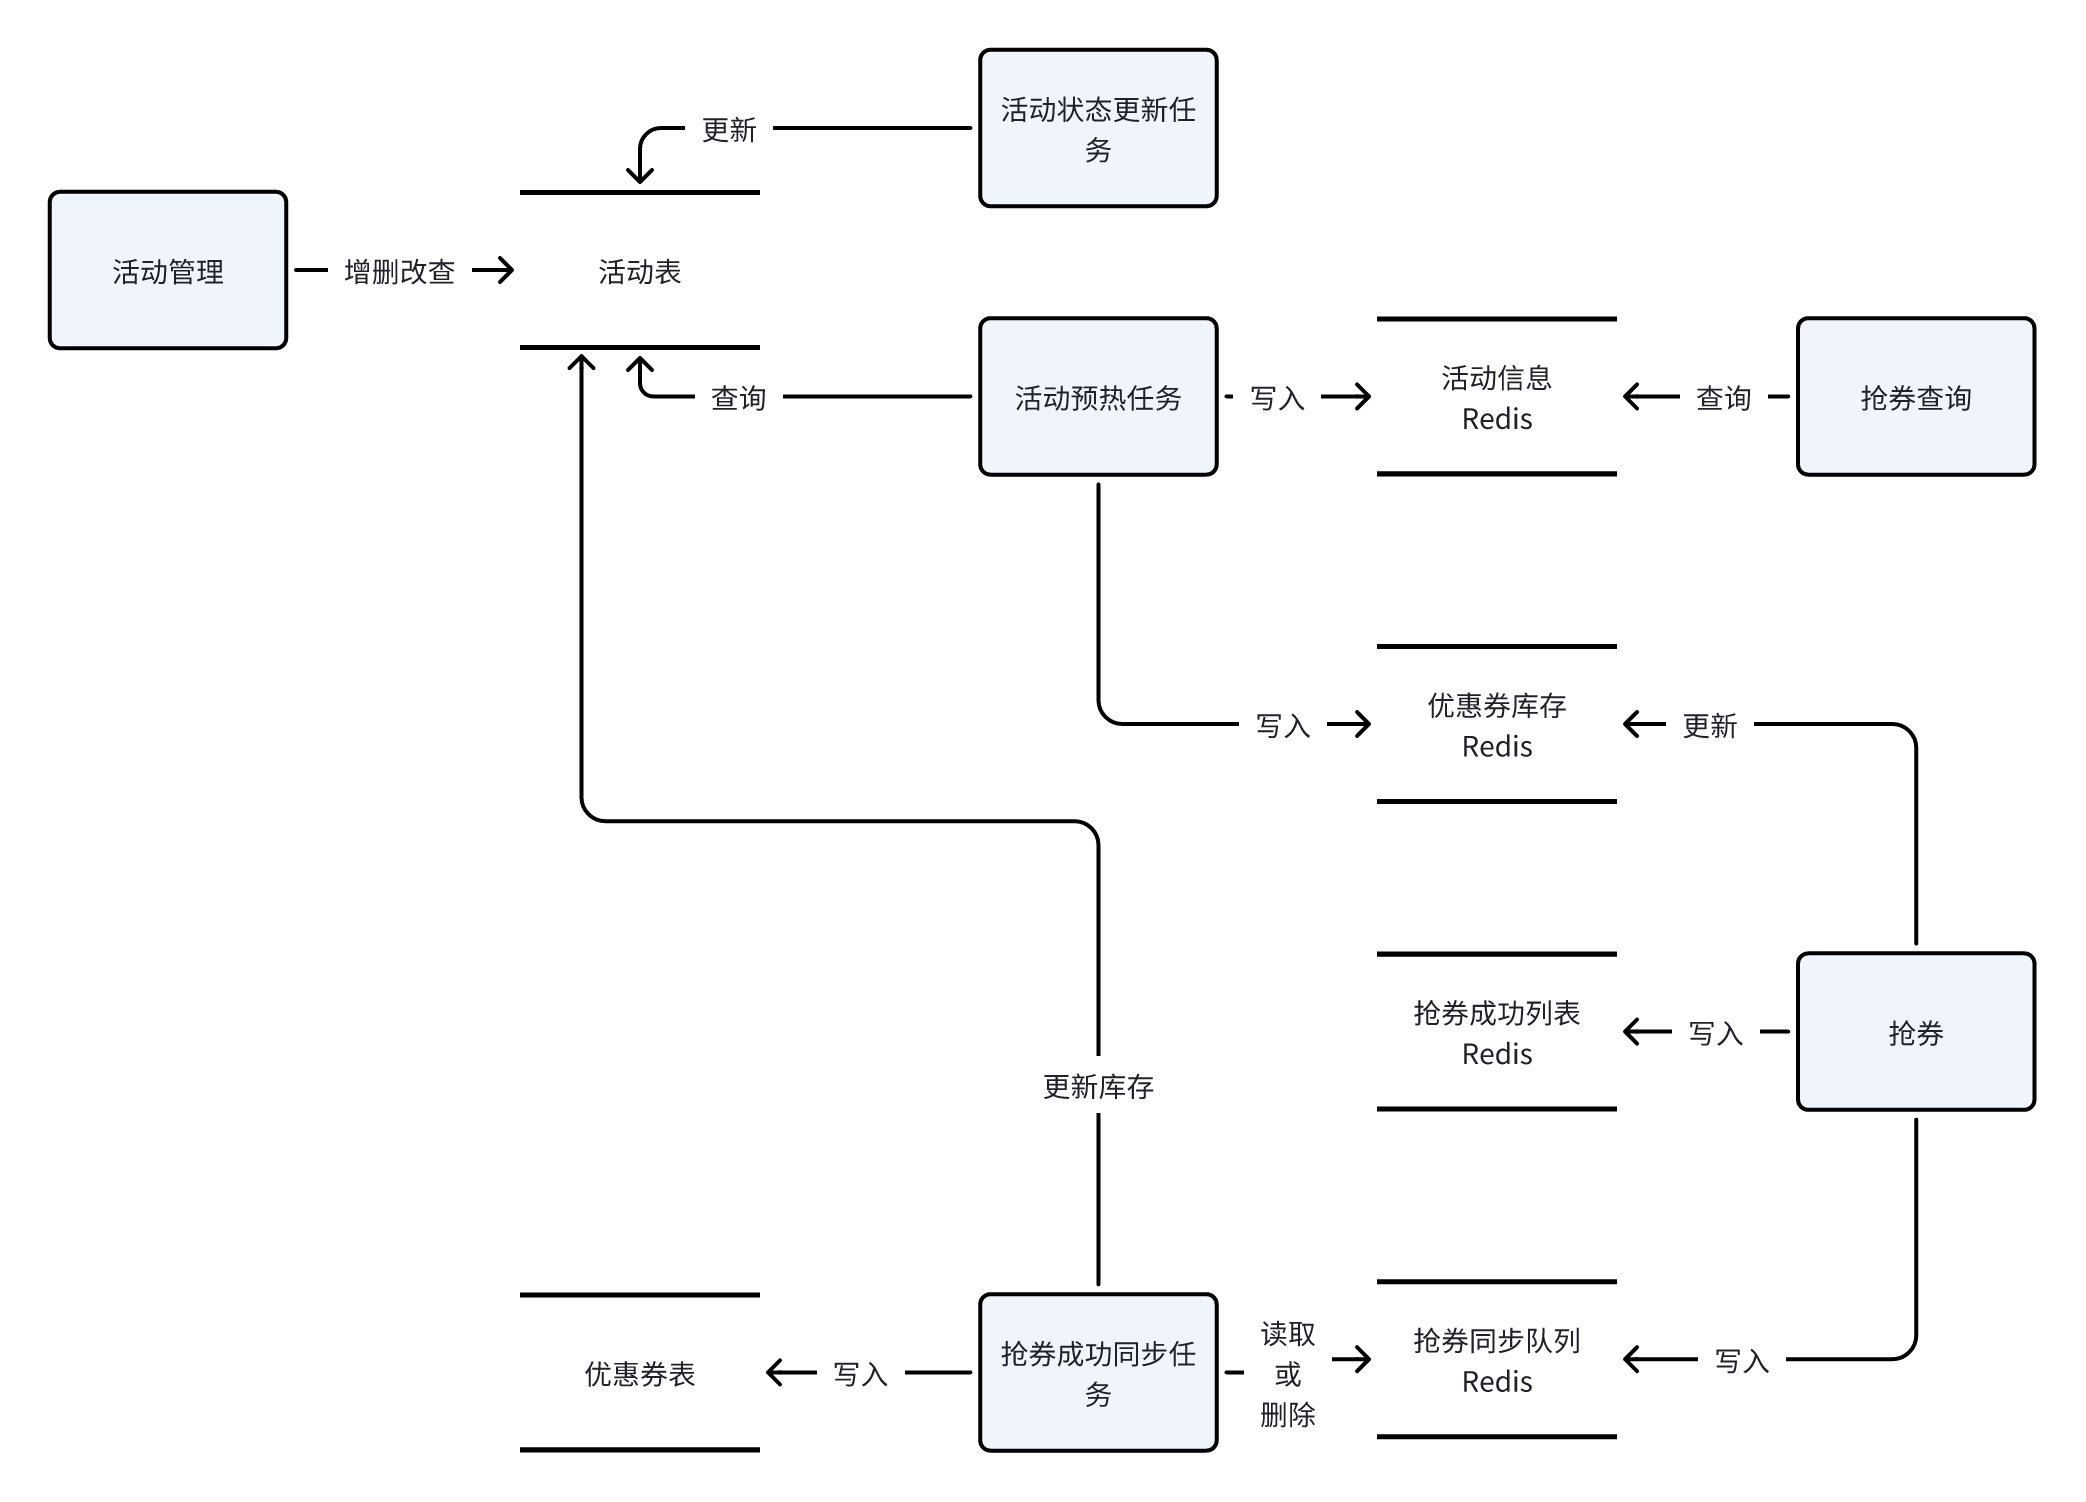 活动状态更新任
务
更新
活动管理
增删改查
活动表
查询
活动预热任务
写入
活动信息
Redis
查询
抢券查询
写入
优惠券库存
Redis
更新
抢券成功列表
Redis
写入
抢券
更新库存
优惠券表
写入
抢券成功同步任
务
读取
或
删除
抢券同步队列
Redis
写入